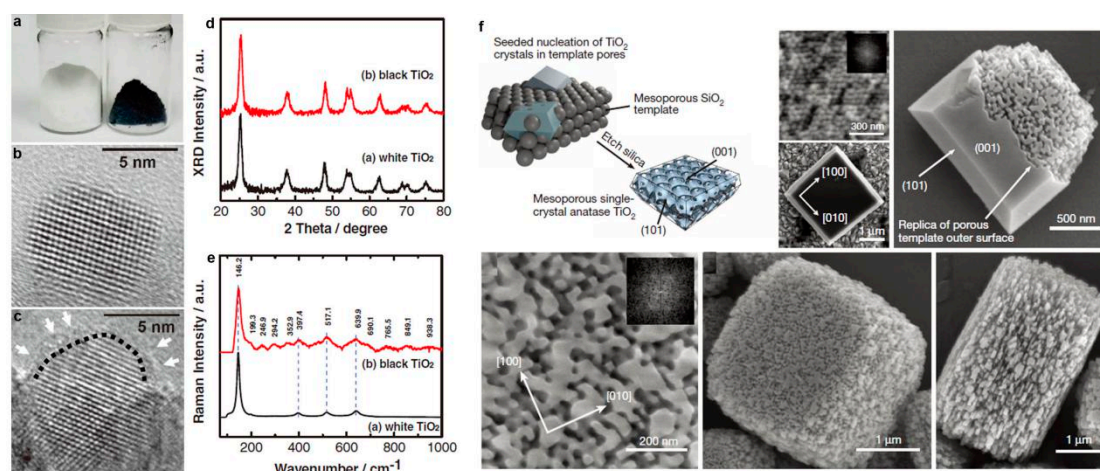 a
b
5 nm
c
5 nm
d
XRD Intensity / a.u.
(b) black TiO2
(a) white TiO2
20 30 40 50 60 70 80
2 Theta / degree
e
Raman Intensity / a.u.
146.2
199.3
246.9
294.2
352.9
397.4
517.1
639.9
690.1
765.5
849.1
938.3
(b) black TiO2
(a) white TiO2
200 400 600 800 1000
Wavenumber / cm-1
f
Seeded nucleation of TiO2
crystals in template pores
Mesoporous SiO2
template
Etch silica
(001)
Mesoporous single-
crystal anatase TiO2
(101)
300 nm
[100]
[010]
1 μm
(001)
(101)
Replica of porous
template outer surface
500 nm
[100]
[010]
200 nm
1 μm
1 μm